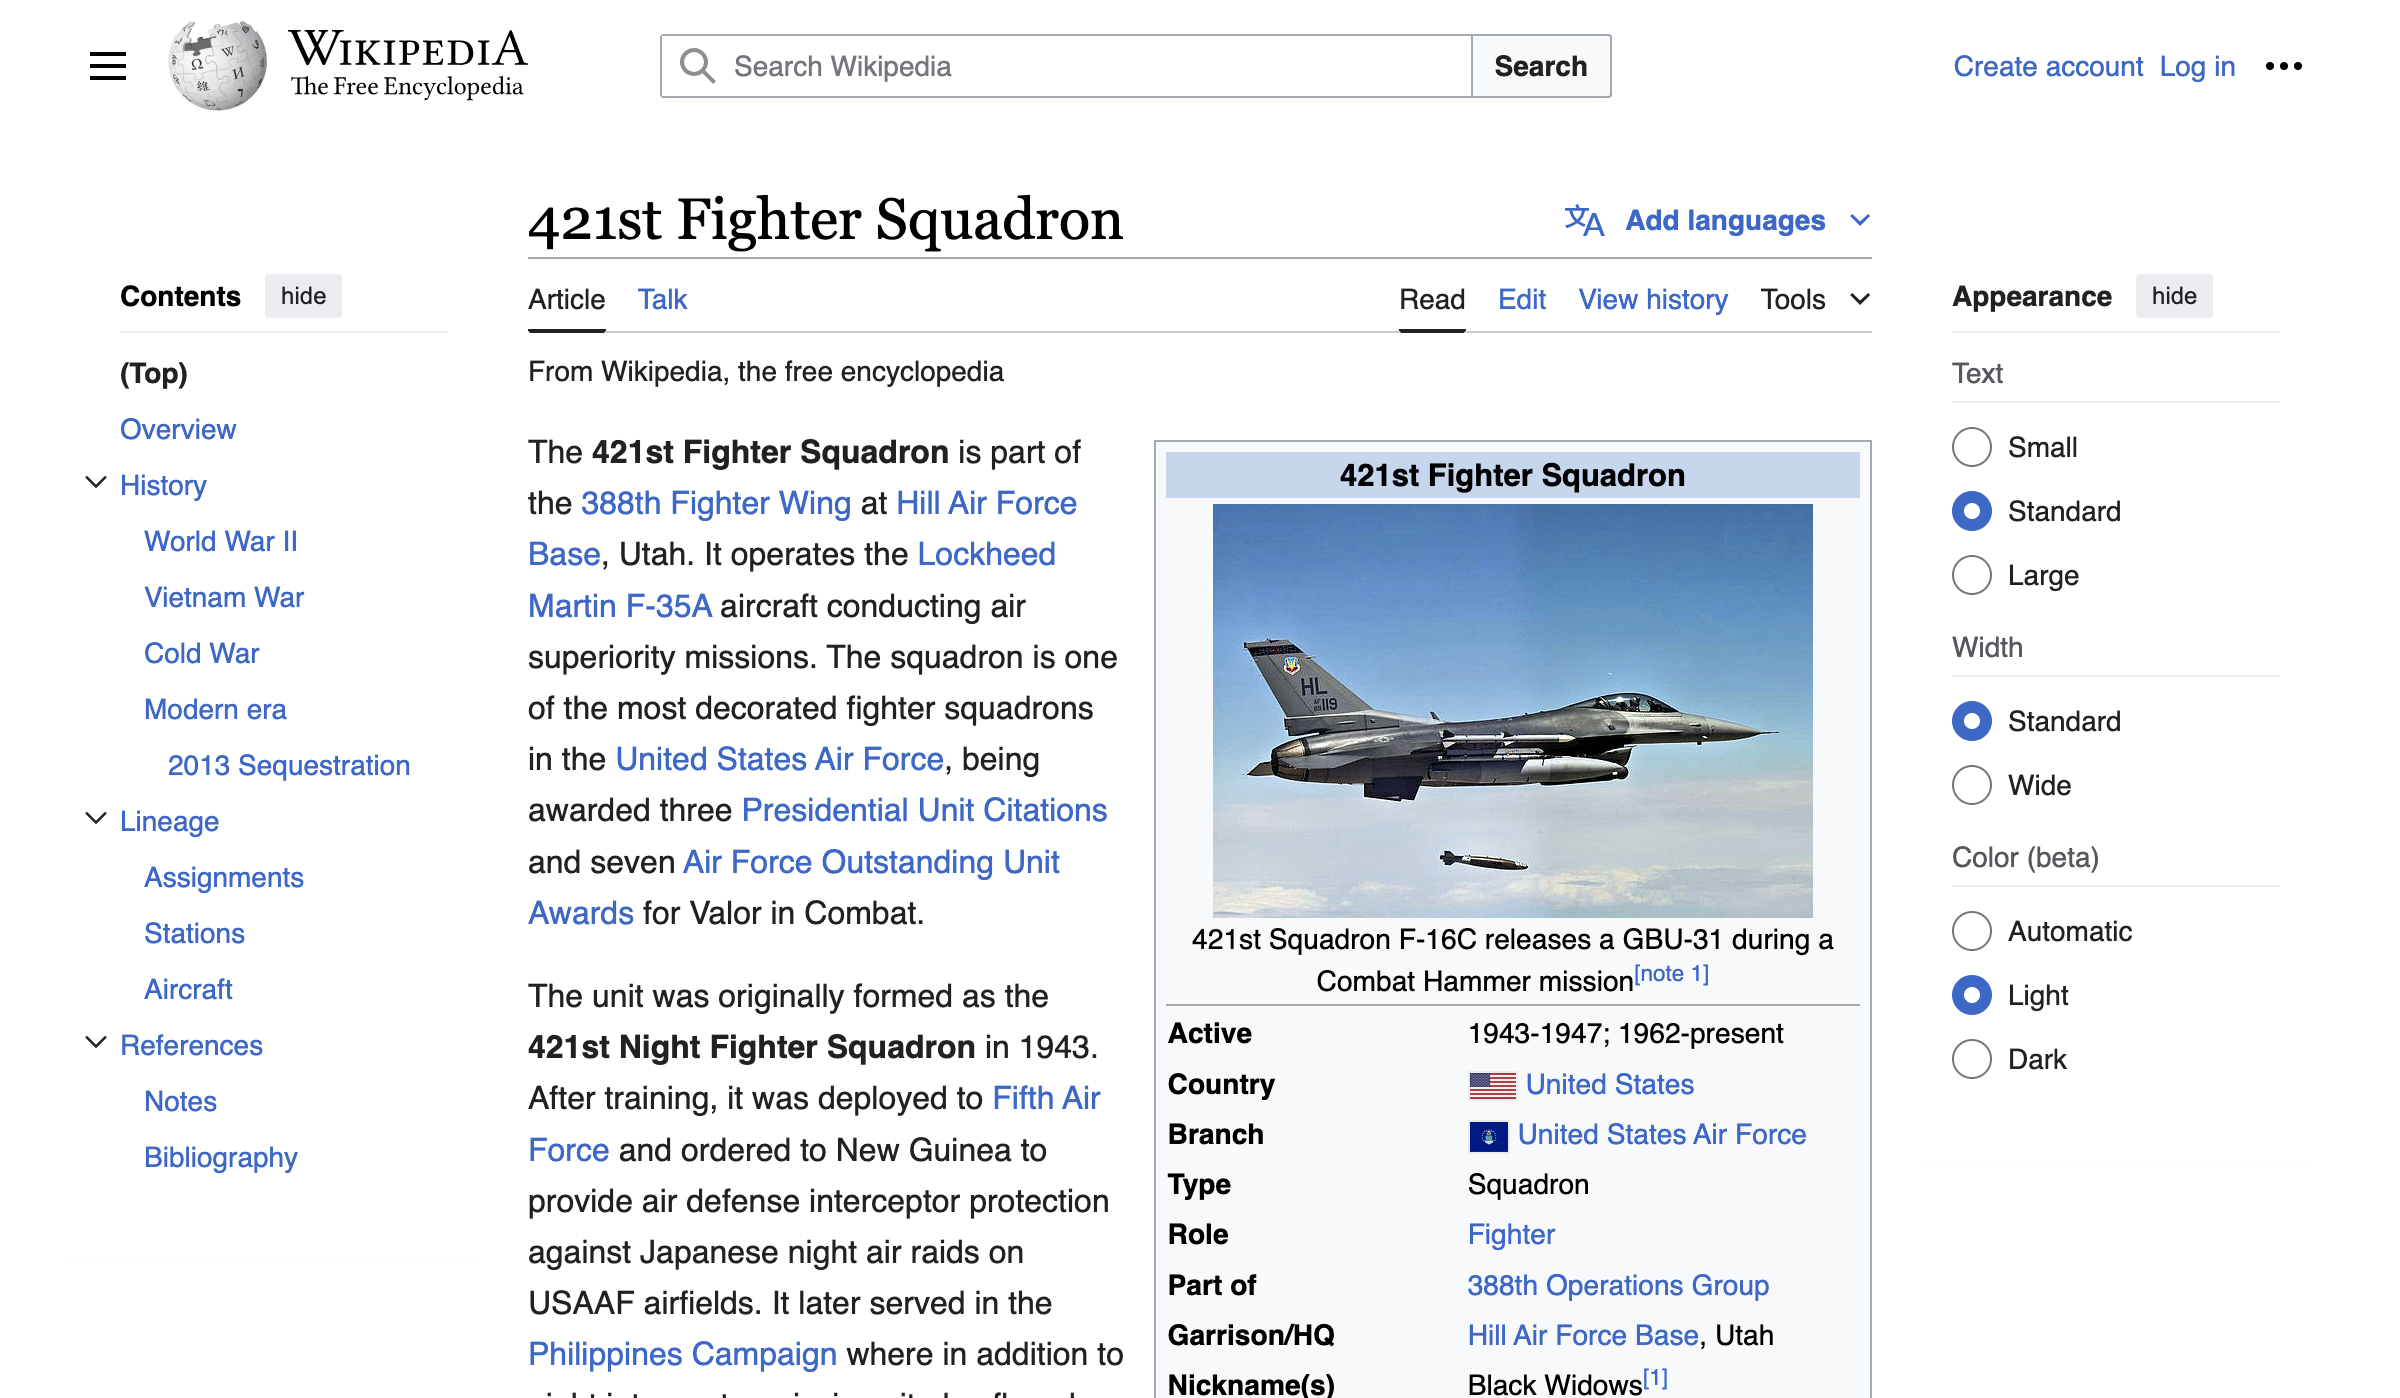 WIKIPEDIA
The Free Encyclopedia
Search Wikipedia
Search
Create account Log in
421st Fighter Squadron
Add languages
Contents hide
(Top)
Overview
History
World War II
Vietnam War
Cold War
Modern era
2013 Sequestration
Lineage
Assignments
Stations
Aircraft
References
Notes
Bibliography
Article Talk
Read Edit View history Tools
From Wikipedia, the free encyclopedia
The 421st Fighter Squadron is part of
the 388th Fighter Wing at Hill Air Force
Base, Utah. It operates the Lockheed
Martin F-35A aircraft conducting air
superiority missions. The squadron is one
of the most decorated fighter squadrons
in the United States Air Force, being
awarded three Presidential Unit Citations
and seven Air Force Outstanding Unit
Awards for Valor in Combat.
The unit was originally formed as the
421st Night Fighter Squadron in 1943.
After training, it was deployed to Fifth Air
Force and ordered to New Guinea to
provide air defense interceptor protection
against Japanese night air raids on
USAAF airfields. It later served in the
Philippines Campaign where in addition to
421st Fighter Squadron
HL
AF
89 119
421st Squadron F-16C releases a GBU-31 during a
Combat Hammer mission[note 1]
Active 1943-1947; 1962-present
Country United States
Branch United States Air Force
Type Squadron
Role Fighter
Part of 388th Operations Group
Garrison/HQ Hill Air Force Base, Utah
Nickname(s) Black Widows[1]
Appearance hide
Text
Small
Standard
Large
Width
Standard
Wide
Color (beta)
Automatic
Light
Dark